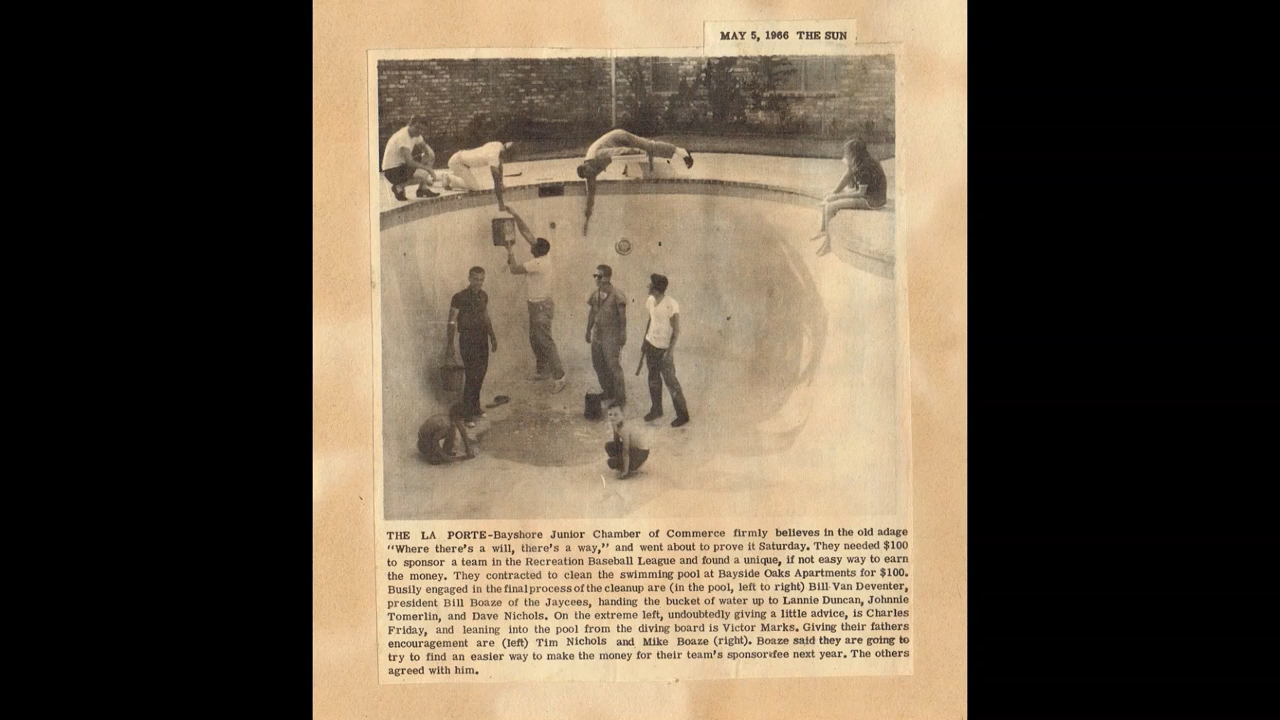 MAY 5, 1966 THE SUN
THE LA PORTE-Bayshore Junior Chamber of Commerce firmly believes in the old adage
"Where there's a will, there's a way," and went about to prove it Saturday. They needed $100
to sponsor a team in the Recreation Baseball League and found a unique, if not easy way to earn
the money. They contracted to clean the swimming pool at Bayside Oaks Apartments for $100.
Busily engaged in the final process of the cleanup are (in the pool, left to right) Bill Van Deventer,
president Bill Boaze of the Jaycees, handing the bucket of water up to Lannie Duncan, Johnnie
Tomerlin, and Dave Nichols. On the extreme left, undoubtedly giving a little advice, is Charles
Friday, and leaning into the pool from the diving board is Victor Marks. Giving their fathers
encouragement are (left) Tim Nichols and Mike Boaze (right). Boaze said they are going to
try to find an easier way to make the money for their team's sponsorsfee next year. The others
agreed with him.